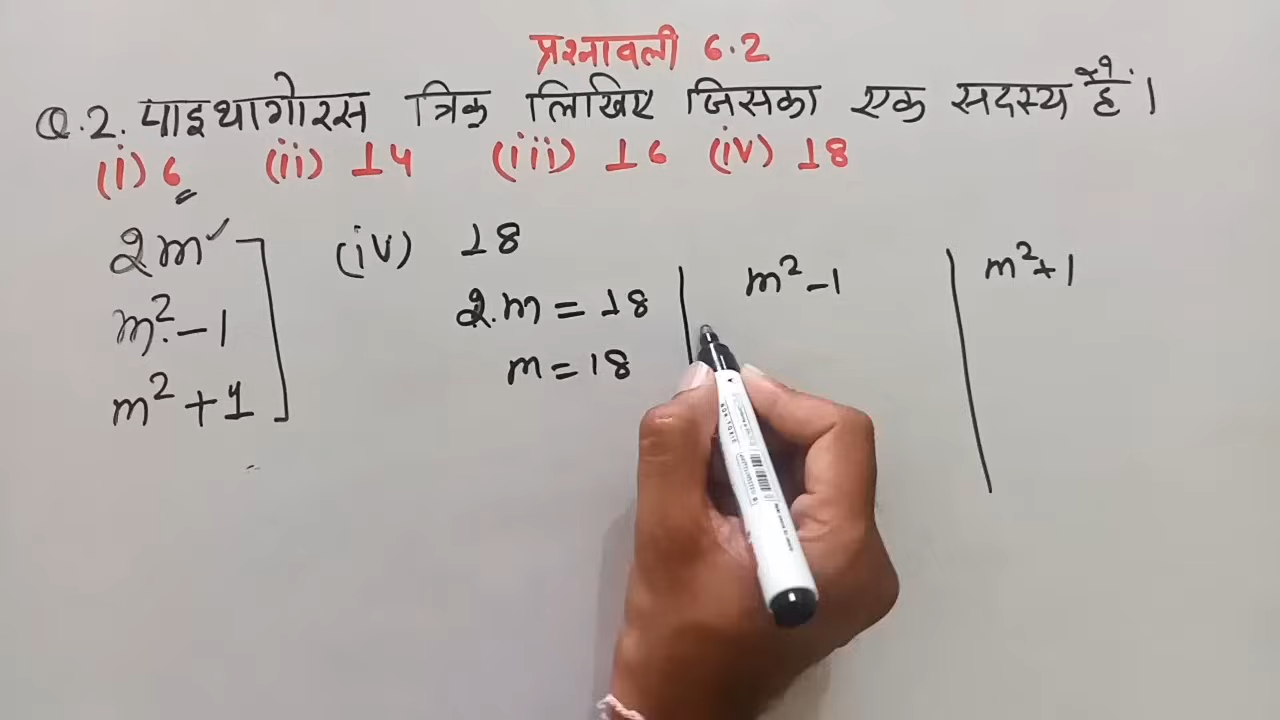 प्रश्नावली 6.2
Q.2. पाइथागोरस त्रिक लिखिए जिसका एक सदस्य है।
(i) 6 (ii) 14 (iii) 16 (iv) 18
2m
m² - 1
m² + 1
(iv) 18
2.m = 18
m = 18
m² - 1
m² + 1